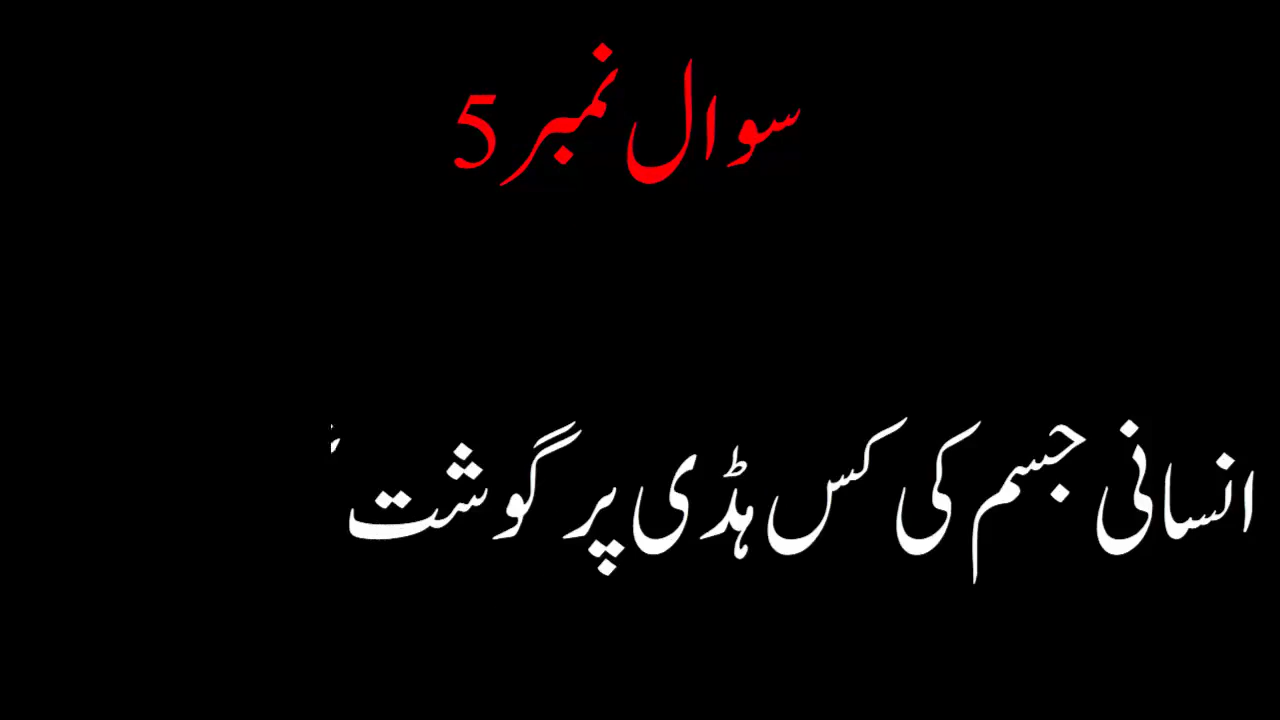 سوال نمبر 5
انسانی جسم کی کس ہڈی پر گوشت